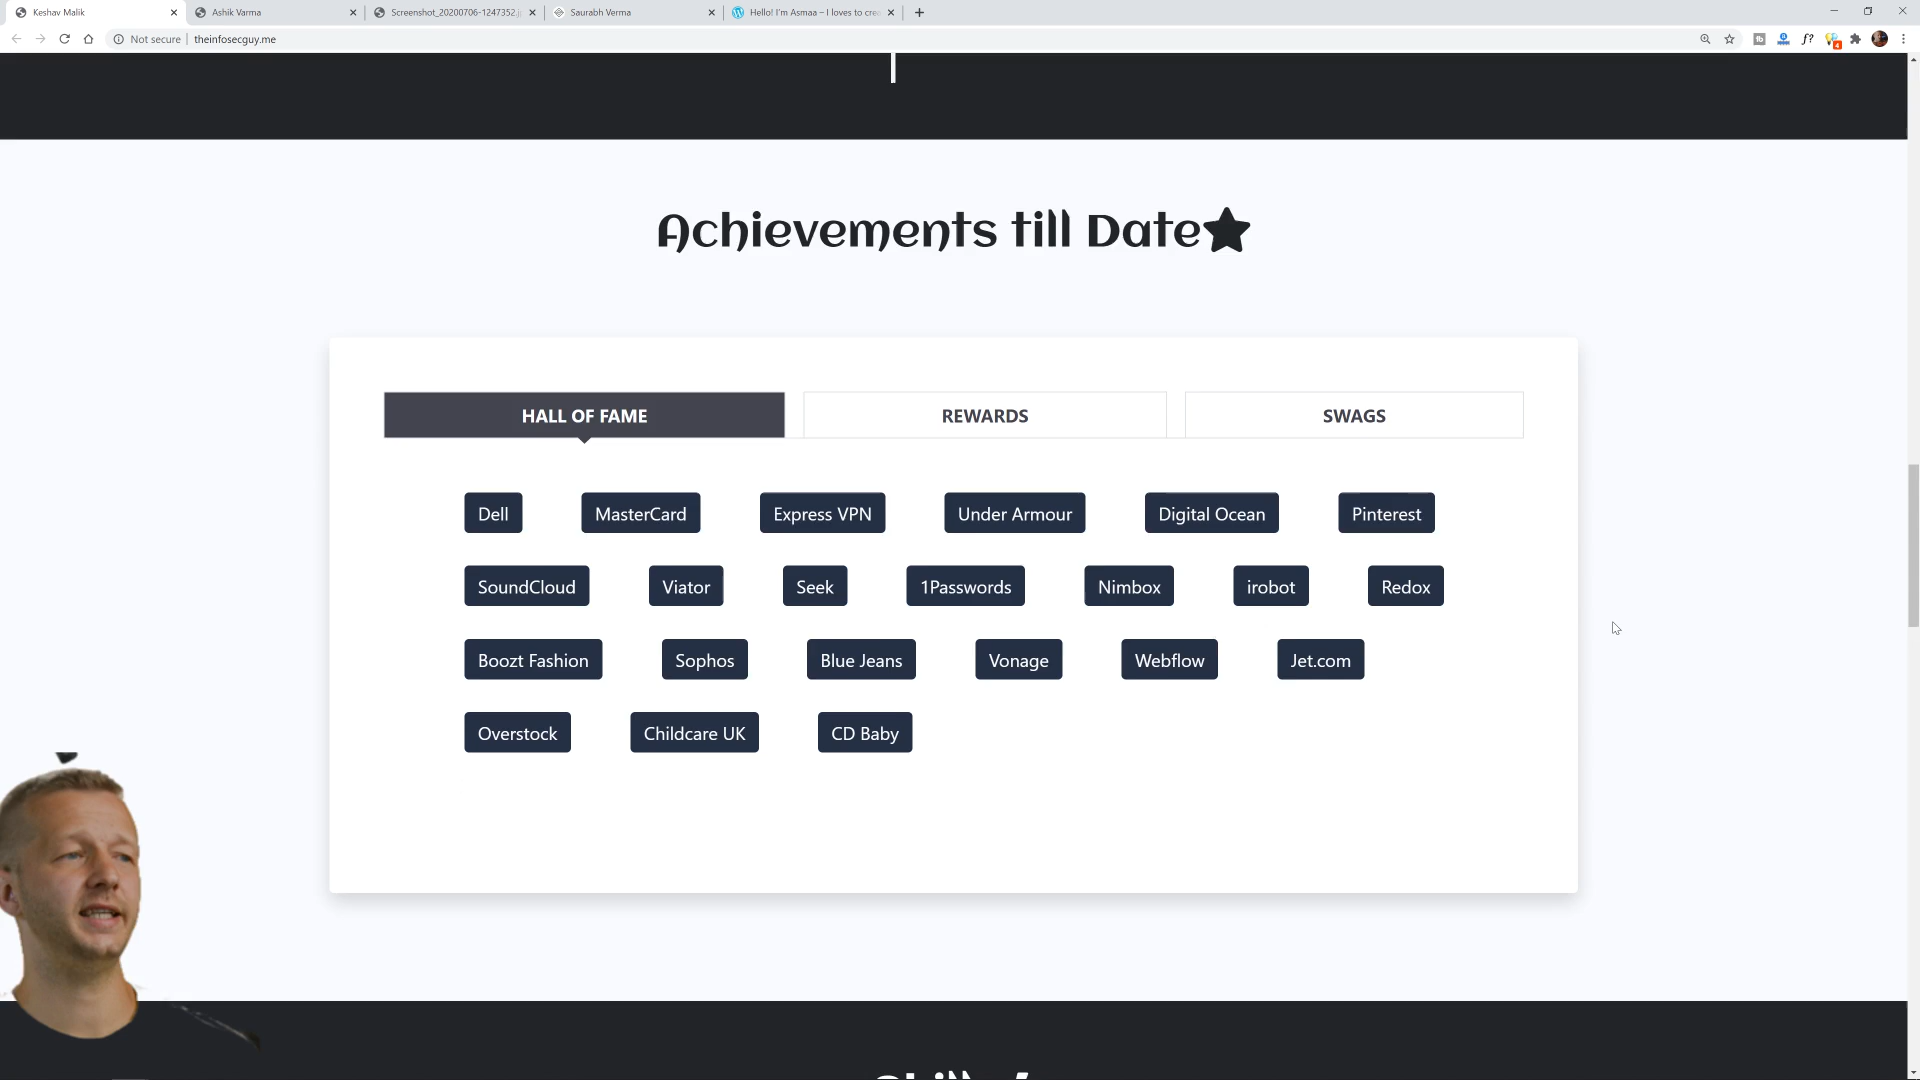 Keshav Malik
Ashik Varma
Screenshot_20200706-1247352.j
Saurabh Verma
Hello! I'm Asmaa – I loves to cre
Not secure
theinfosecguy.me
f?
4
Achievements till Date
HALL OF FAME
REWARDS
SWAGS
Dell
MasterCard
Express VPN
Under Armour
Digital Ocean
Pinterest
SoundCloud
Viator
Seek
1Passwords
Nimbox
irobot
Redox
Boozt Fashion
Sophos
Blue Jeans
Vonage
Webflow
Jet.com
Overstock
Childcare UK
CD Baby